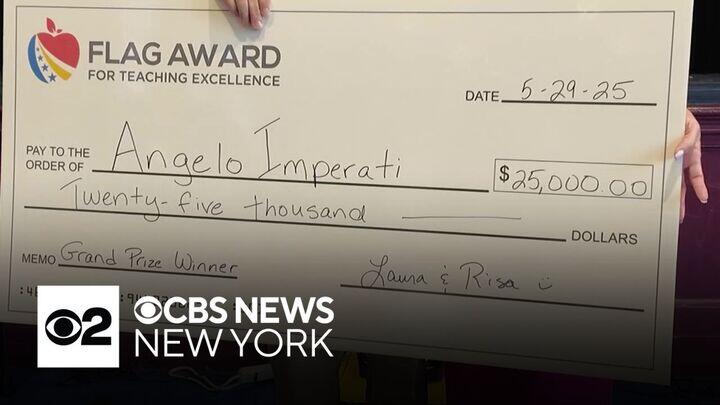 FLAG AWARD
FOR TEACHING EXCELLENCE
DATE 5-29-25
PAY TO THE
ORDER OF Angelo Imperati $25,000.00
Twenty-five thousand DOLLARS
MEMO Grand Prize Winner Laura & Risa
2 CBS NEWS
NEW YORK